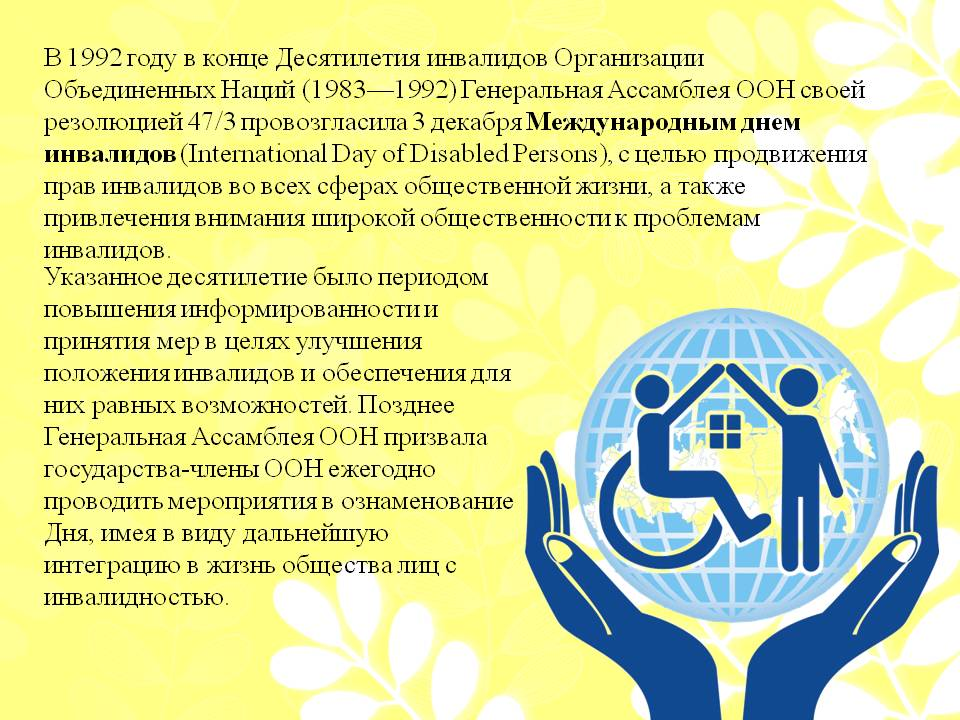 В 1992 году в конце Десятилетия инвалидов Организации
Объединенных Наций (1983—1992) Генеральная Ассамблея ООН своей
резолюцией 47/3 провозгласила 3 декабря Международным днем
инвалидов (International Day of Disabled Persons), с целью продвижения
прав инвалидов во всех сферах общественной жизни, а также
привлечения внимания широкой общественности к проблемам
инвалидов.
Указанное десятилетие было периодом
повышения информированности и
принятия мер в целях улучшения
положения инвалидов и обеспечения для
них равных возможностей. Позднее
Генеральная Ассамблея ООН призвала
государства-члены ООН ежегодно
проводить мероприятия в ознаменование
Дня, имея в виду дальнейшую
интеграцию в жизнь общества лиц с
инвалидностью.